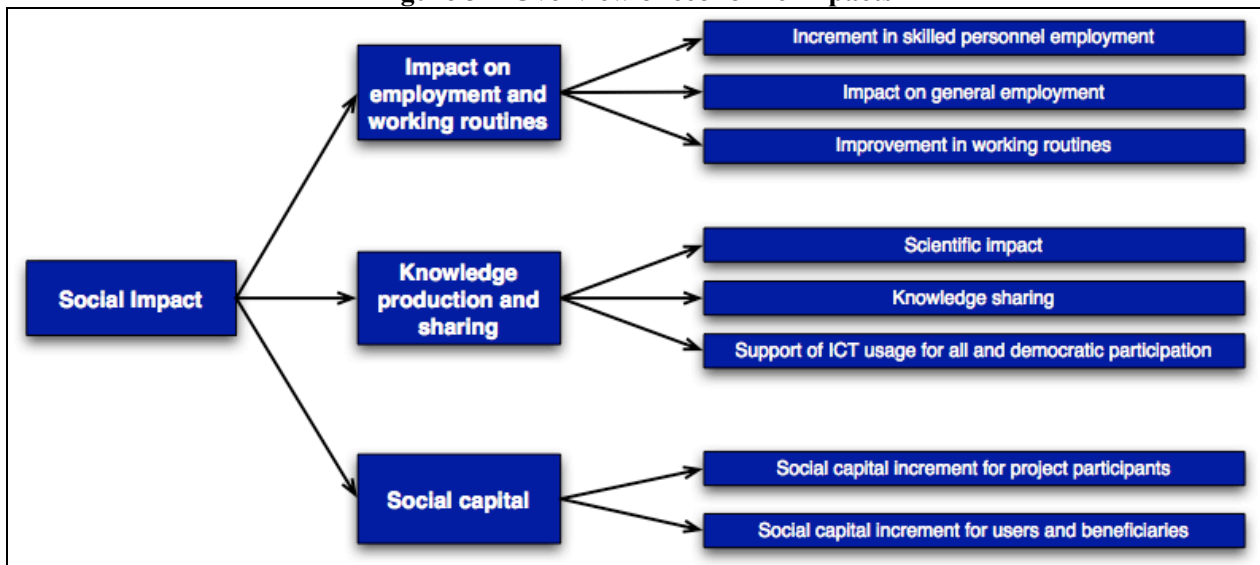 Impact on
employment and
working routines
Increment in skilled personnel employment
Impact on general employment
Improvement in working routines
Social Impact
Knowledge
production and
sharing
Scientific impact
Knowledge sharing
Support of ICT usage for all and democratic participation
Social capital
Social capital increment for project participants
Social capital increment for users and beneficiaries